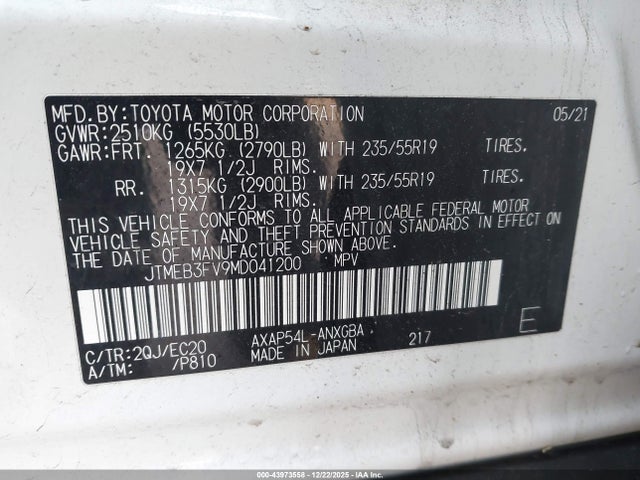 MFD.BY:TOYOTA MOTOR CORPORATION 05/21
GVWR:2510KG (5530LB)
GAWR:FRT. 1265KG (2790LB) WITH 235/55R19 TIRES.
19X7 1/2J RIMS.
RR. 1315KG (2900LB) WITH 235/55R19 TIRES.
19X7 1/2J RIMS.
THIS VEHICLE CONFORMS TO ALL APPLICABLE FEDERAL MOTOR
VEHICLE SAFETY AND THEFT PREVENTION STANDARDS IN EFFECT ON
THE DATE OF MANUFACTURE SHOWN ABOVE.
JTMEB3FV9MD041200 MPV
C/TR:2QJ/EC20 AXAP54L-ANXGBA 217 E
A/TM: /P810 MADE IN JAPAN
000-43973558 • 12/22/2025 • IAA Inc.